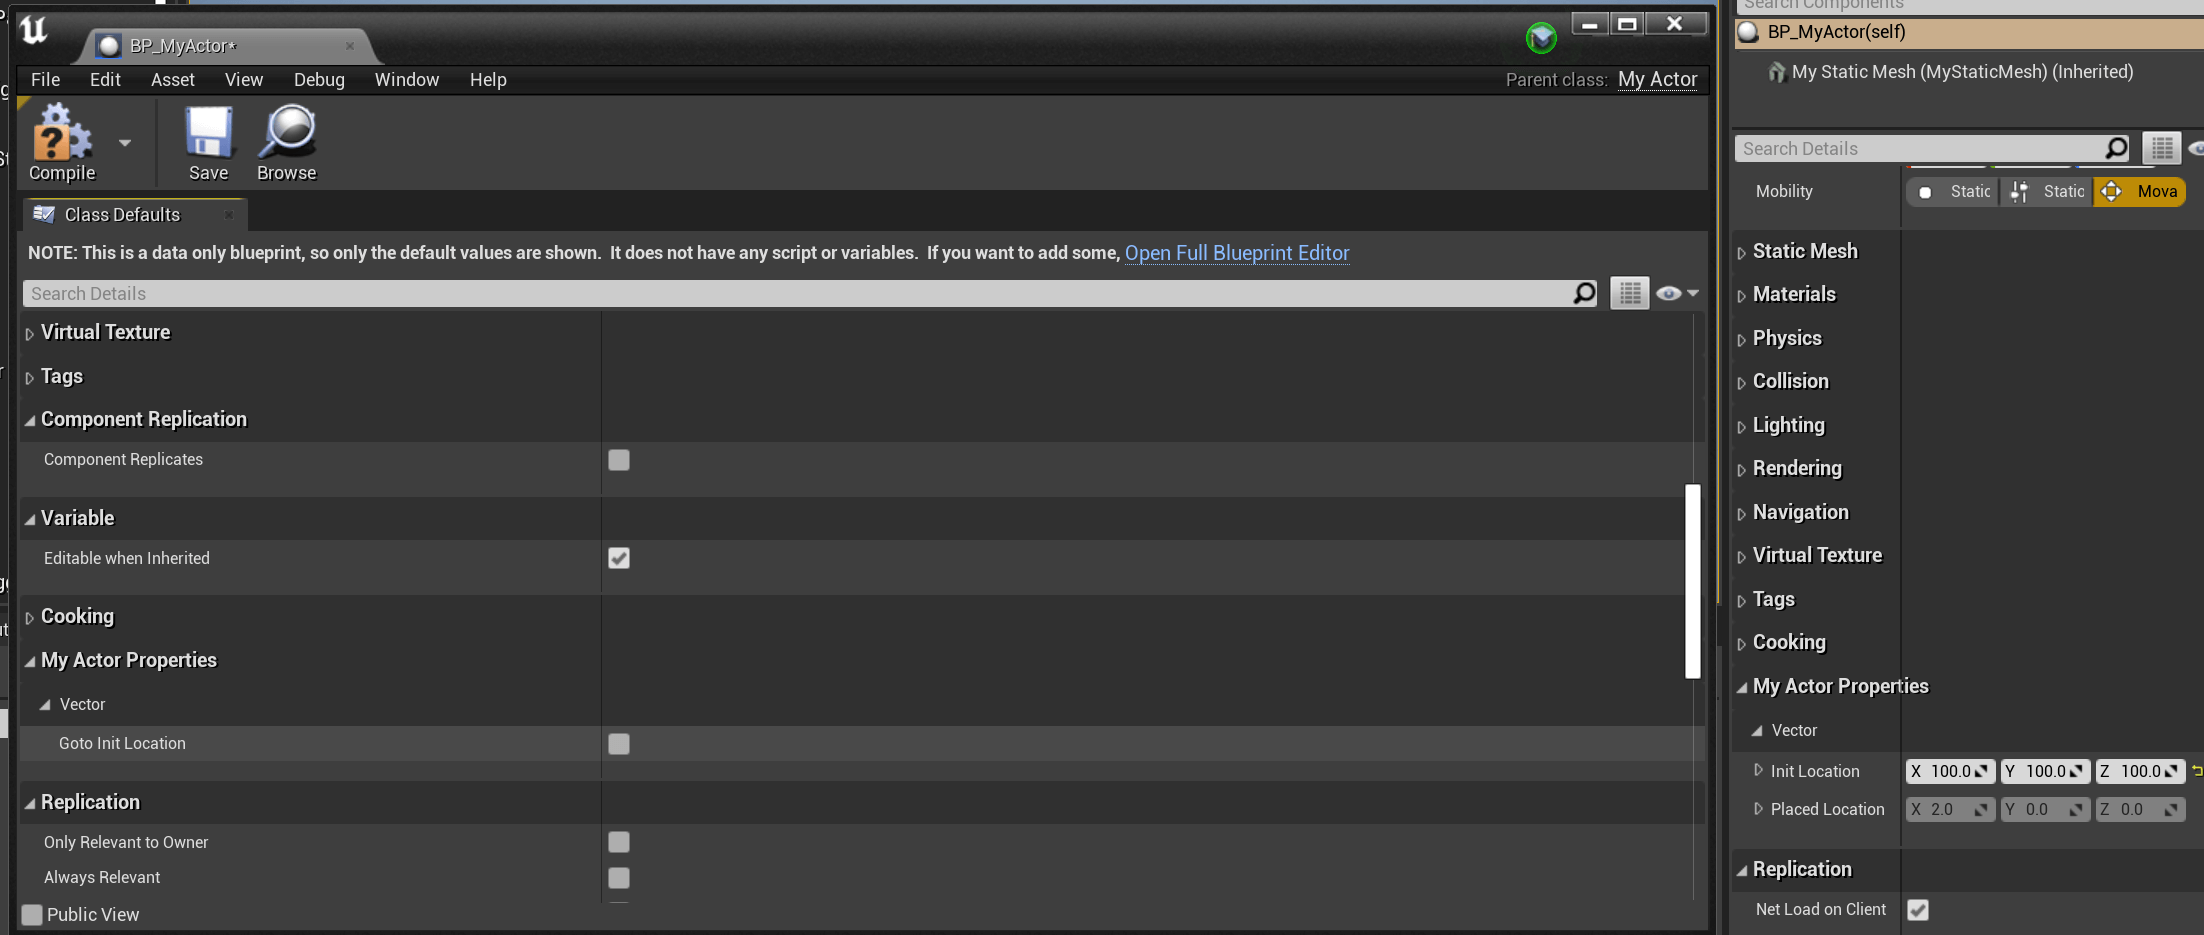 BP_MyActor*
File Edit Asset View Debug Window Help
Parent class: My Actor
Compile Save Browse
Class Defaults
NOTE: This is a data only blueprint, so only the default values are shown.  It does not have any script or variables.  If you want to add some, Open Full Blueprint Editor
Search Details
Virtual Texture
Tags
Component Replication
Component Replicates
Variable
Editable when Inherited
Cooking
My Actor Properties
Vector
Goto Init Location
Replication
Only Relevant to Owner
Always Relevant
Public View
Search Components
BP_MyActor(self)
My Static Mesh (MyStaticMesh) (Inherited)
Search Details
Mobility Static Static Mova
Static Mesh
Materials
Physics
Collision
Lighting
Rendering
Navigation
Virtual Texture
Tags
Cooking
My Actor Properties
Vector
Init Location X 100.0 Y 100.0 Z 100.0
Placed Location X 2.0 Y 0.0 Z 0.0
Replication
Net Load on Client